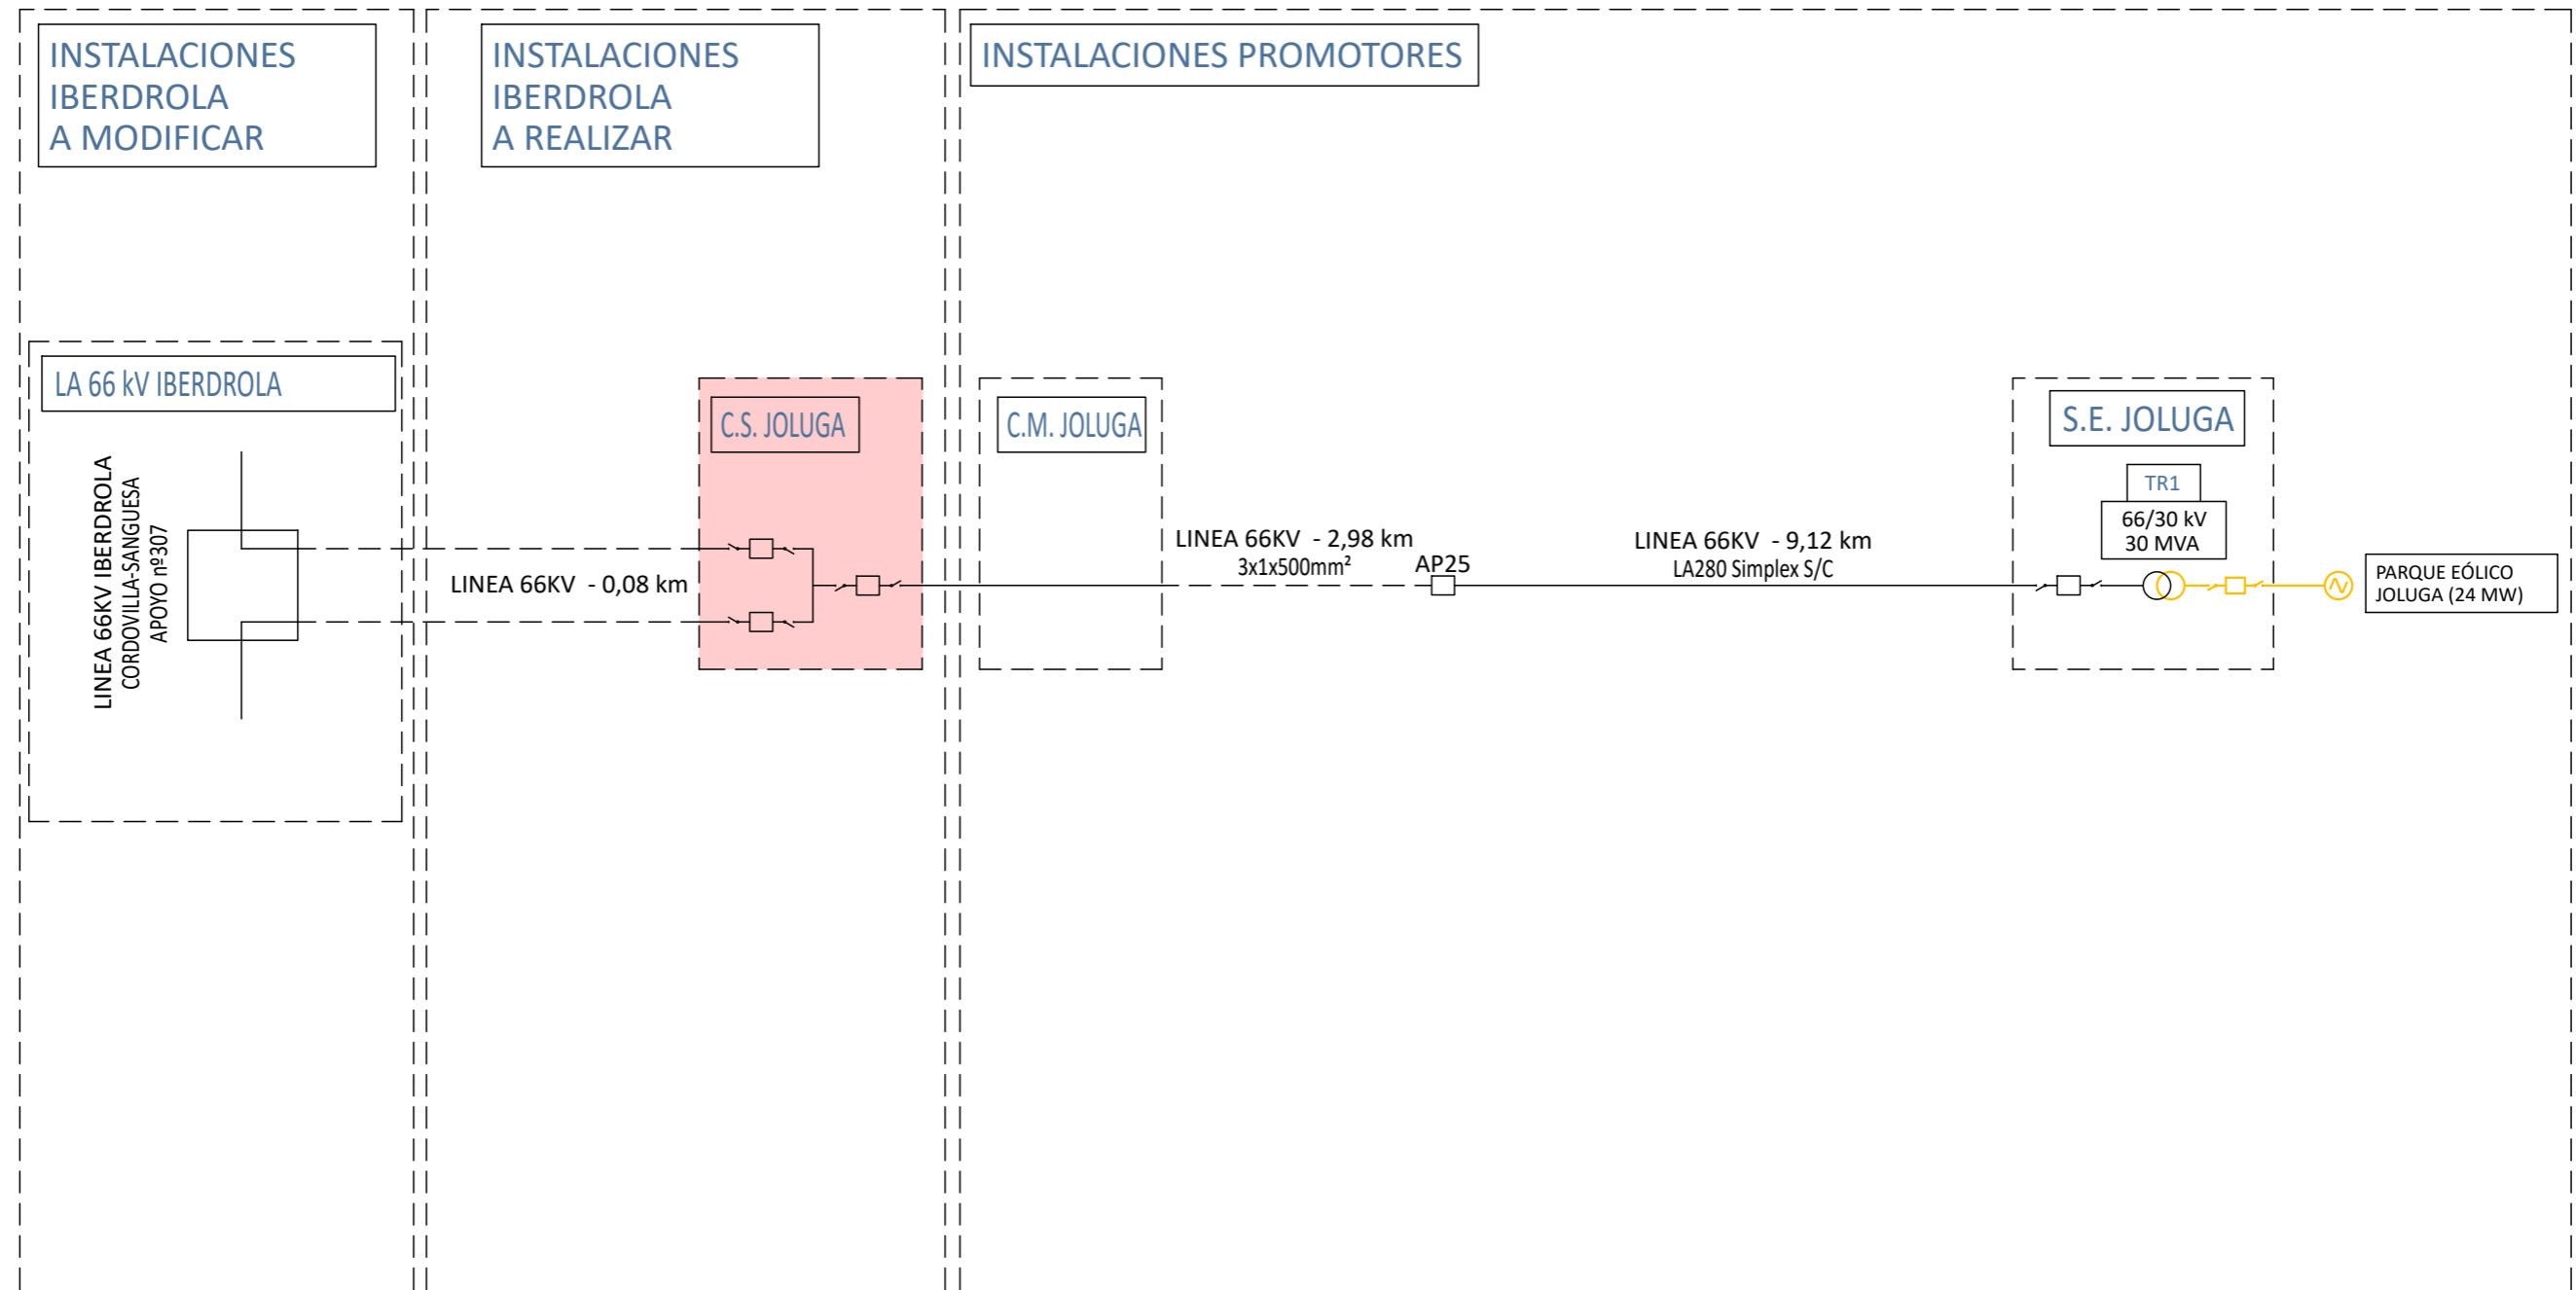 INSTALACIONES
IBERDROLA
A MODIFICAR
INSTALACIONES
IBERDROLA
A REALIZAR
INSTALACIONES PROMOTORES
LA 66 kV IBERDROLA
LINEA 66KV IBERDROLA
CORDOVILLA-SANGUESA
APOYO nº307
LINEA 66KV - 0,08 km
C.S. JOLUGA
C.M. JOLUGA
LINEA 66KV - 2,98 km
3x1x500mm²
AP25
LINEA 66KV - 9,12 km
LA280 Simplex S/C
S.E. JOLUGA
TR1
66/30 kV
30 MVA
PARQUE EÓLICO
JOLUGA (24 MW)